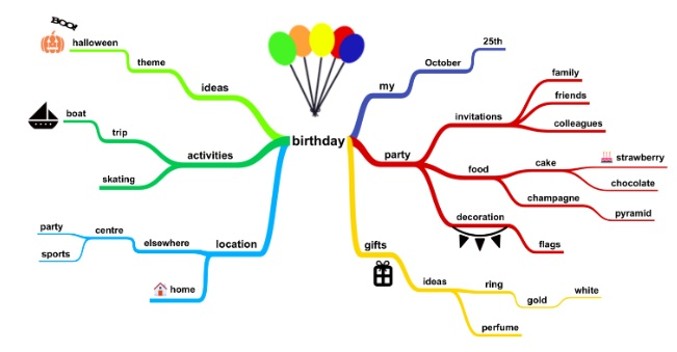 BOO!
halloween
theme
ideas
boat
trip
activities
skating
party
centre
sports
elsewhere
location
home
birthday
my
October
25th
party
invitations
family
friends
colleagues
food
cake
strawberry
chocolate
champagne
pyramid
decoration
flags
gifts
ideas
ring
gold
white
perfume